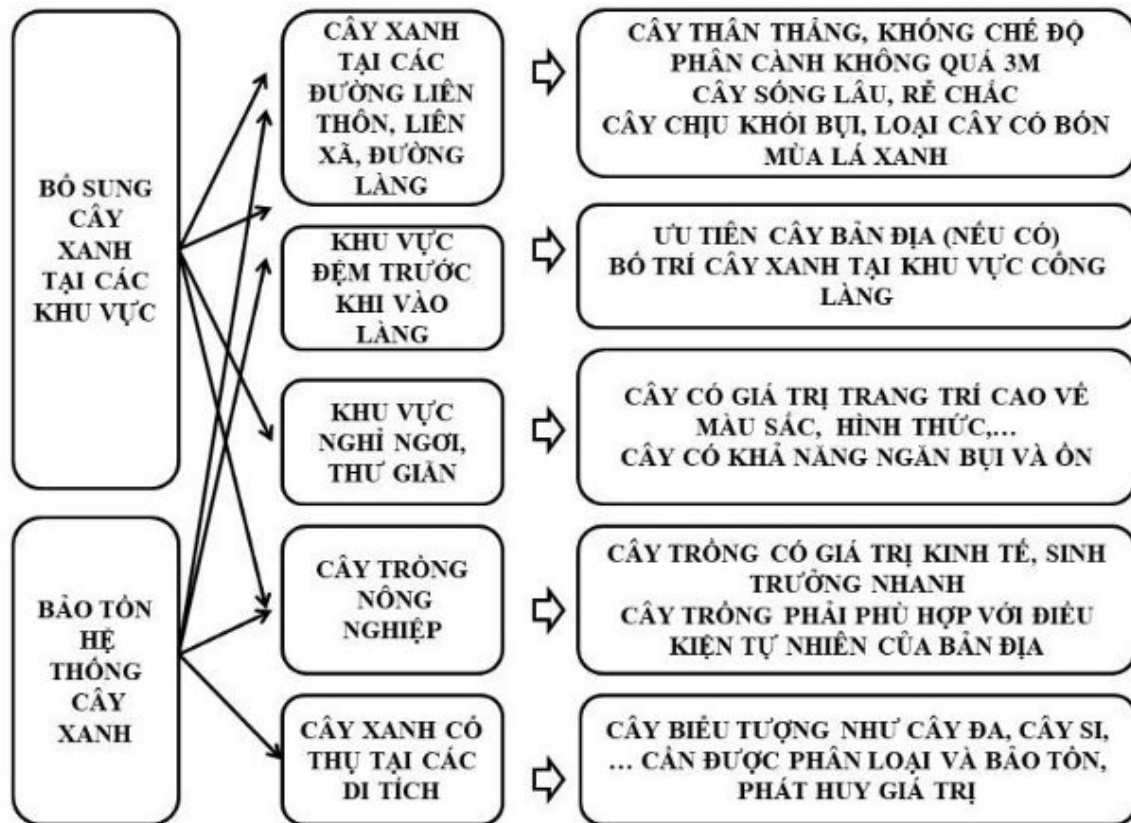 BỔ SUNG
CÂY
XANH
TẠI CÁC
KHU VỰC
BẢO TỒN
HỆ
THỐNG
CÂY
XANH
CÂY XANH
TẠI CÁC
ĐƯỜNG LIÊN
THÔN, LIÊN
XÃ, ĐƯỜNG
LÀNG
KHU VỰC
ĐỆM TRƯỚC
KHI VÀO
LÀNG
KHU VỰC
NGHỈ NGƠI,
THƯ GIÃN
CÂY TRỒNG
NÔNG
NGHIỆP
CÂY XANH CỔ
THỤ TẠI CÁC
DI TÍCH
CÂY THÂN THẲNG, KHỐNG CHẾ ĐỘ
PHÂN CÀNH KHÔNG QUÁ 3M
CÂY SỐNG LÂU, RỄ CHẮC
CÂY CHỊU KHÓI BỤI, LOẠI CÂY CÓ BỐN
MÙA LÁ XANH
ƯU TIÊN CÂY BẢN ĐỊA (NẾU CÓ)
BỐ TRÍ CÂY XANH TẠI KHU VỰC CỔNG
LÀNG
CÂY CÓ GIÁ TRỊ TRANG TRÍ CAO VỀ
MÀU SẮC, HÌNH THỨC,...
CÂY CÓ KHẢ NĂNG NGĂN BỤI VÀ ỒN
CÂY TRỒNG CÓ GIÁ TRỊ KINH TẾ, SINH
TRƯỞNG NHANH
CÂY TRỒNG PHẢI PHÙ HỢP VỚI ĐIỀU
KIỆN TỰ NHIÊN CỦA BẢN ĐỊA
CÂY BIỂU TƯỢNG NHƯ CÂY ĐA, CÂY SI,
... CẦN ĐƯỢC PHÂN LOẠI VÀ BẢO TỒN,
PHÁT HUY GIÁ TRỊ